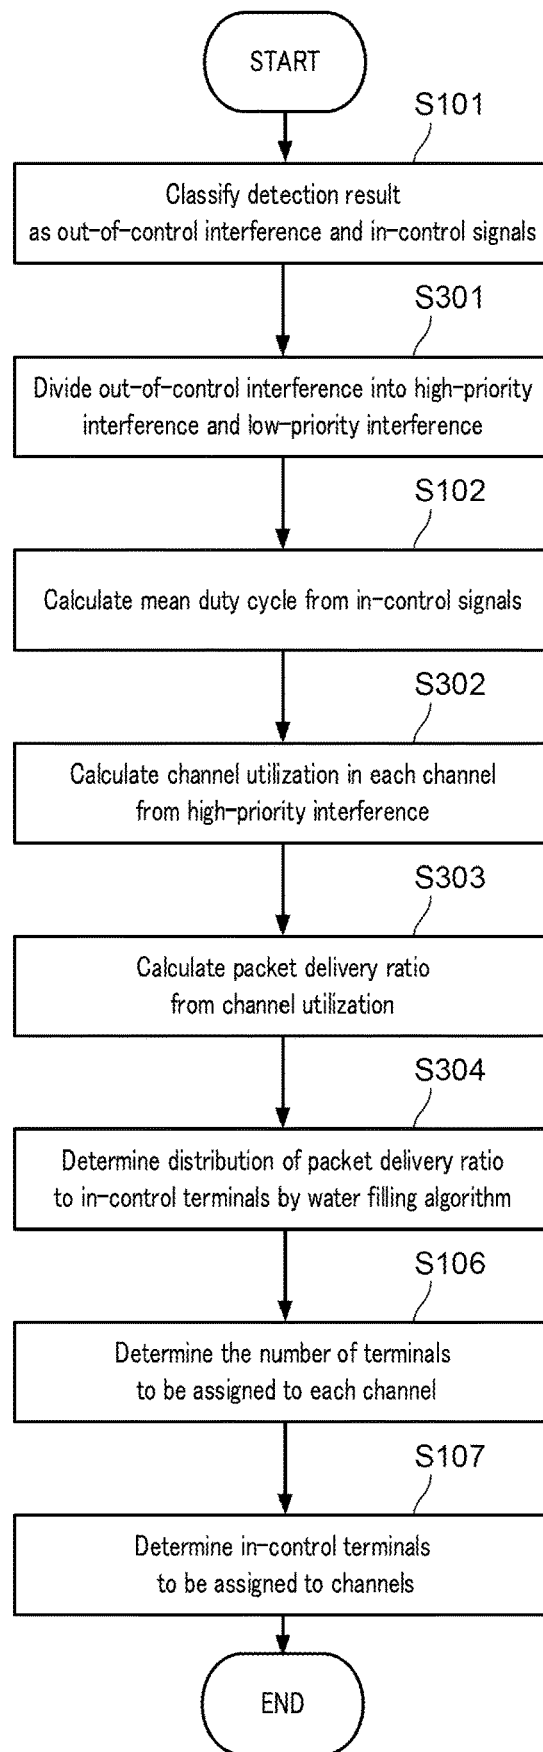 START
S101
Classify detection result
as out-of-control interference and in-control signals
S301
Divide out-of-control interference into high-priority
interference and low-priority interference
S102
Calculate mean duty cycle from in-control signals
S302
Calculate channel utilization in each channel
from high-priority interference
S303
Calculate packet delivery ratio
from channel utilization
S304
Determine distribution of packet delivery ratio
to in-control terminals by water filling algorithm
S106
Determine the number of terminals
to be assigned to each channel
S107
Determine in-control terminals
to be assigned to channels
END